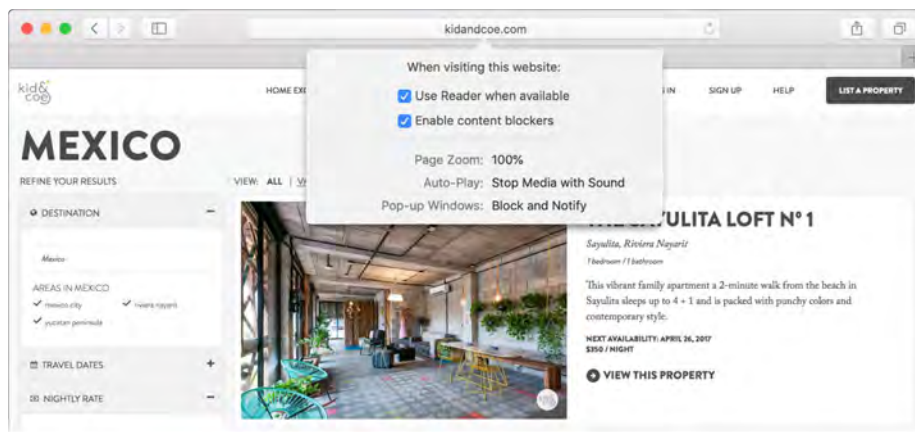 kidandcoe.com
When visiting this website:
Use Reader when available
Enable content blockers
Page Zoom: 100%
Auto-Play: Stop Media with Sound
Pop-up Windows: Block and Notify
kid&
coe
HOME
IN
SIGN UP
HELP
LIST A PROPERTY
MEXICO
REFINE YOUR RESULTS
VIEW: ALL |
DESTINATION
Mexico
AREAS IN MEXICO
mexico city
riviera nayarit
yucatan peninsula
TRAVEL DATES
NIGHTLY RATE
SAYULITA LOFT Nº 1
Sayulita, Riviera Nayarit
1 bedroom / 1 bathroom
This vibrant family apartment a 2-minute walk from the beach in
Sayulita sleeps up to 4 + 1 and is packed with punchy colors and
contemporary style.
NEXT AVAILABILITY: APRIL 26, 2017
$350 / NIGHT
VIEW THIS PROPERTY